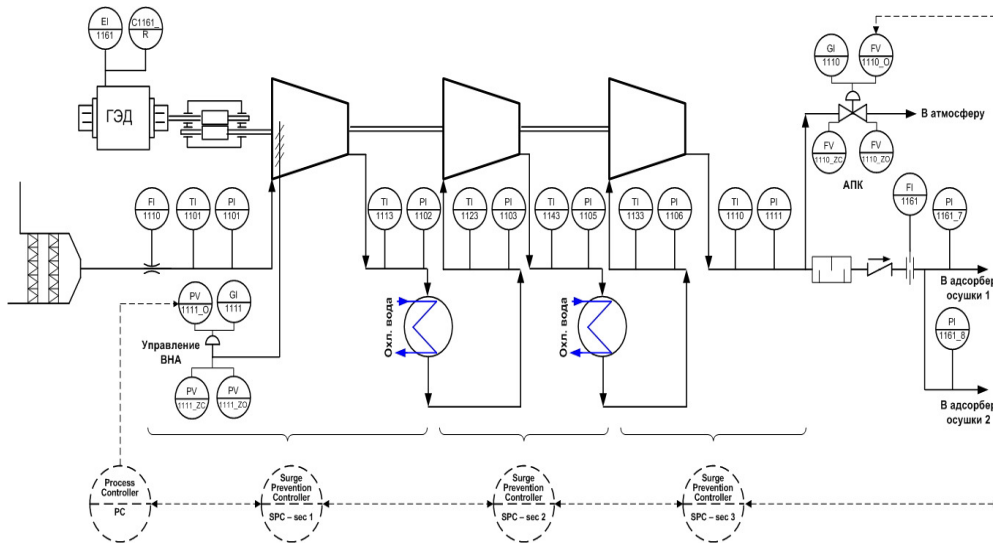 EI
1161
C1161_
R
ГЭД
GI
1110
FV
1110_O
В атмосферу
FV
1110_ZC
FV
1110_ZO
АПК
FI
1110
TI
1101
PI
1101
TI
1113
PI
1102
TI
1123
PI
1103
TI
1143
PI
1105
TI
1133
PI
1106
TI
1110
PI
1111
FI
1161
PI
1161_7
В адсорбер
осушки 1
PV
1111_O
GI
1111
Управление
ВНА
PV
1111_ZC
PV
1111_ZO
Охл. вода
Охл. вода
PI
1161_8
В адсорбер
осушки 2
Process
Controller
PC
Surge
Prevention
Controller
SPC – sec 1
Surge
Prevention
Controller
SPC – sec 2
Surge
Prevention
Controller
SPC – sec 3